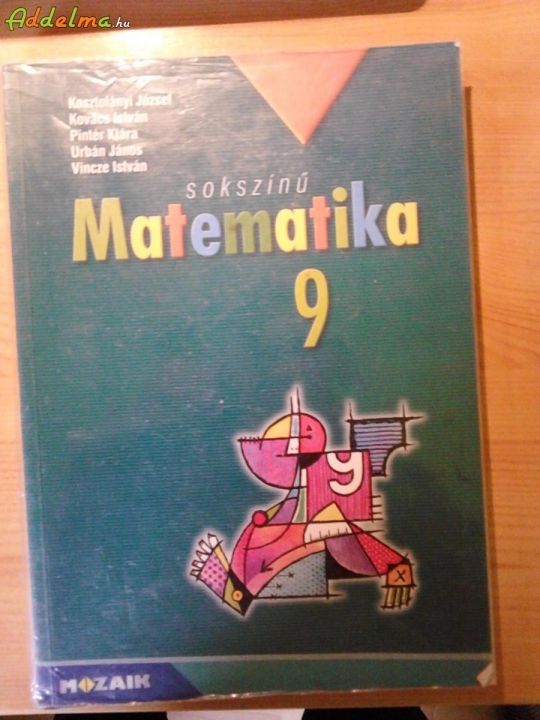 Addelma.hu
Kosztolányi József
Kovács István
Pintér Klára
Urbán János
Vincze István
sokszínű
Matematika
9
y
x
MOZAIK